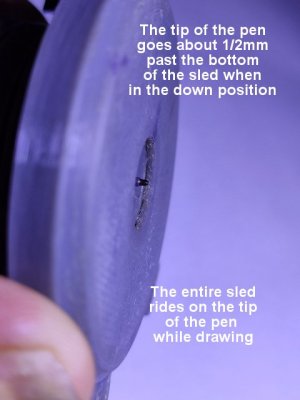 The tip of the pen
goes about 1/2mm
past the bottom
of the sled when
in the down position
The entire sled
rides on the tip
of the pen
while drawing